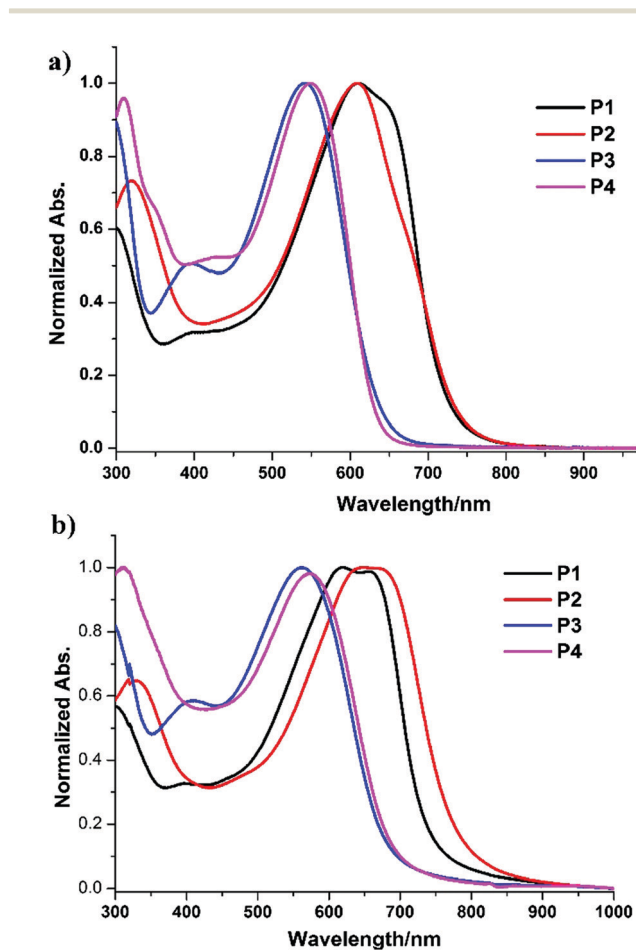 a)
1.0
0.8
0.6
0.4
0.2
0.0
Normalized Abs.
P1
P2
P3
P4
300 400 500 600 700 800 900
Wavelength/nm
b)
1.0
0.8
0.6
0.4
0.2
0.0
Normalized Abs.
P1
P2
P3
P4
300 400 500 600 700 800 900 1000
Wavelength/nm